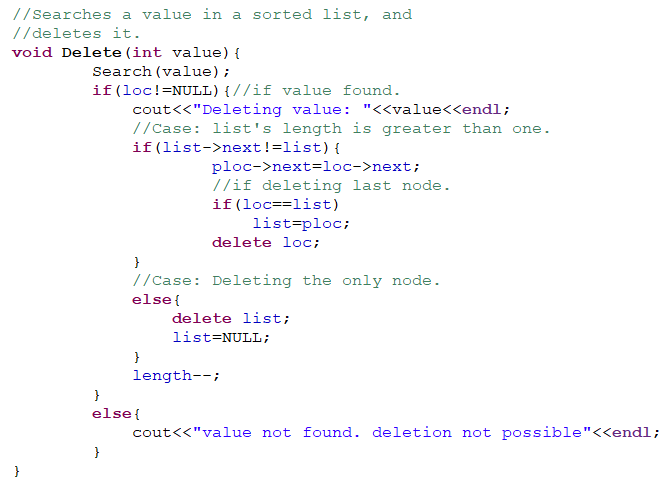 //Searches a value in a sorted list, and
//deletes it.
void Delete(int value){
        Search(value);
        if(loc!=NULL){//if value found.
            cout<<"Deleting value: "<<value<<endl;
            //Case: list's length is greater than one.
            if(list->next!=list){
                    ploc->next=loc->next;
                    //if deleting last node.
                    if(loc==list)
                        list=ploc;
                    delete loc;
            }
            //Case: Deleting the only node.
            else{
                delete list;
                list=NULL;
            }
            length--;
        }
        else{
            cout<<"value not found. deletion not possible"<<endl;
        }
}